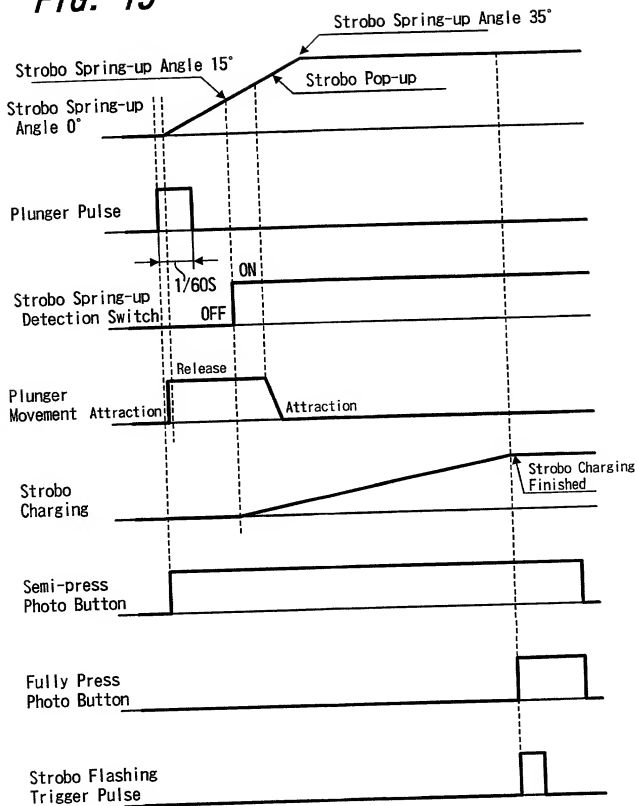 FIG. 15
Strobo Spring-up Angle 35°
Strobo Spring-up Angle 15°
Strobo Pop-up
Strobo Spring-up
Angle 0°
Plunger Pulse
1/60S
ON
Strobo Spring-up
Detection Switch
OFF
Release
Plunger
Movement
Attraction
Attraction
Strobo
Charging
Strobo Charging
Finished
Semi-press
Photo Button
Fully Press
Photo Button
Strobo Flashing
Trigger Pulse